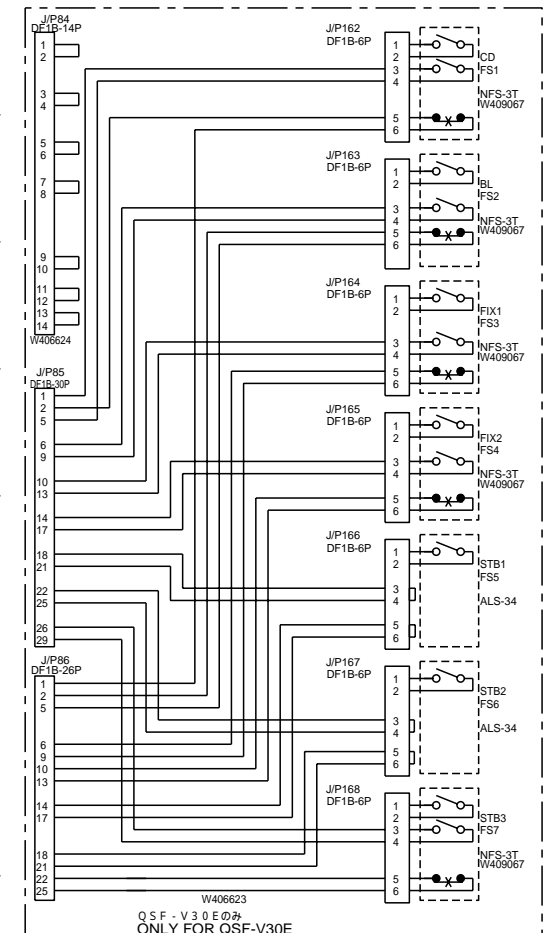 J/P84
DF1B-14P
1
2
3
4
5
6
7
8
9
10
11
12
13
14
W406624
J/P85
DF1B-30P
1
2
5
6
9
10
13
14
17
18
21
22
25
26
29
J/P86
DF1B-26P
1
2
5
6
9
10
13
14
17
18
21
22
25
J/P162
DF1B-6P
1
2
3
4
5
6
CD
FS1
NFS-3T
W409067
J/P163
DF1B-6P
1
2
3
4
5
6
BL
FS2
NFS-3T
W409067
J/P164
DF1B-6P
1
2
3
4
5
6
FIX1
FS3
NFS-3T
W409067
J/P165
DF1B-6P
1
2
3
4
5
6
FIX2
FS4
NFS-3T
W409067
J/P166
DF1B-6P
1
2
3
4
5
6
STB1
FS5
ALS-34
J/P167
DF1B-6P
1
2
3
4
5
6
STB2
FS6
ALS-34
J/P168
DF1B-6P
1
2
3
4
5
6
STB3
FS7
NFS-3T
W409067
W406623
QSF-V30Eのみ
ONLY FOR QSF-V30E